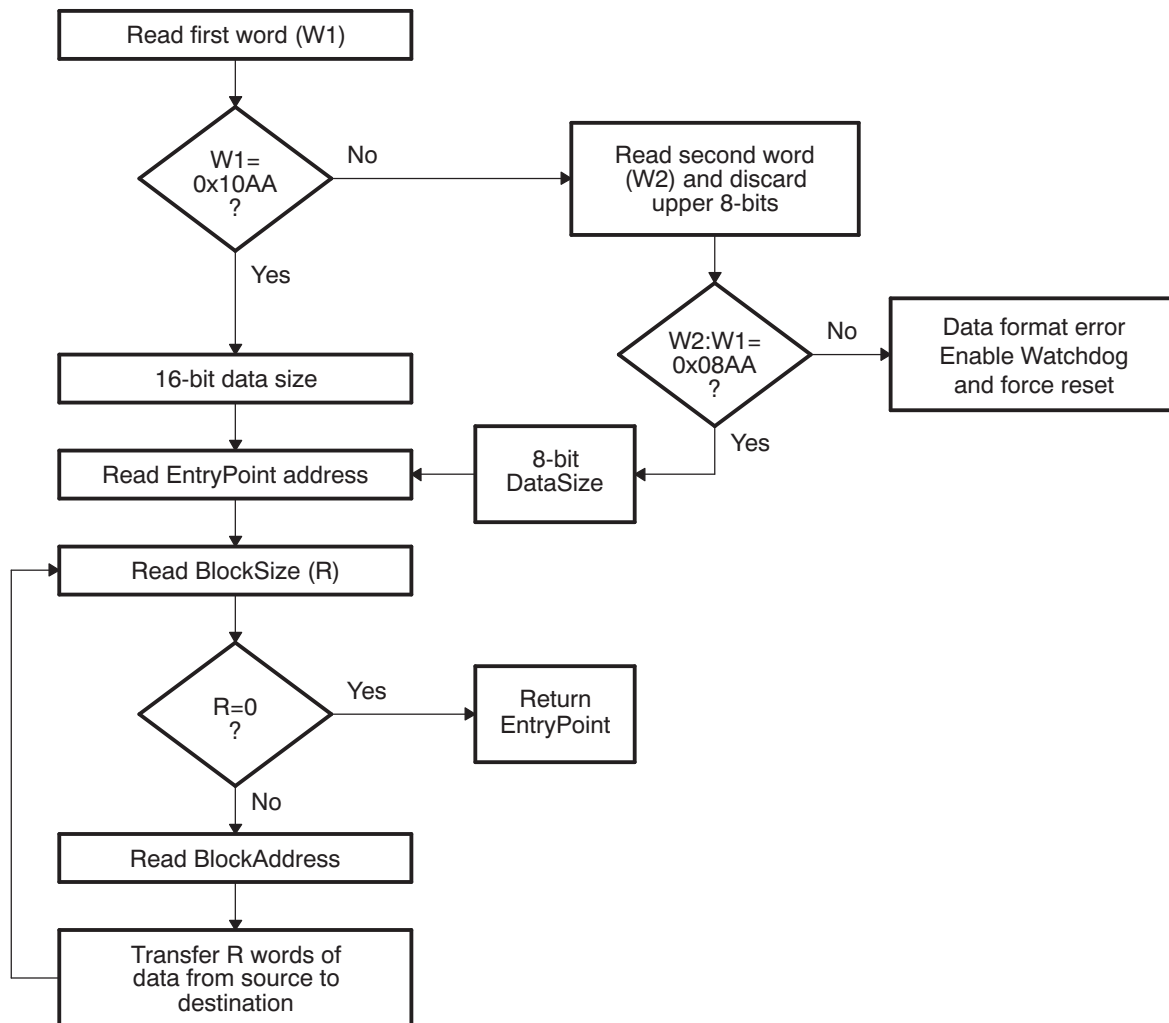 Read first word (W1)
W1=
0x10AA
?
No
Read second word
(W2) and discard
upper 8-bits
Yes
W2:W1=
0x08AA
?
No
Data format error
Enable Watchdog
and force reset
16-bit data size
Yes
8-bit
DataSize
Read EntryPoint address
Read BlockSize (R)
R=0
?
Yes
Return
EntryPoint
No
Read BlockAddress
Transfer R words of
data from source to
destination